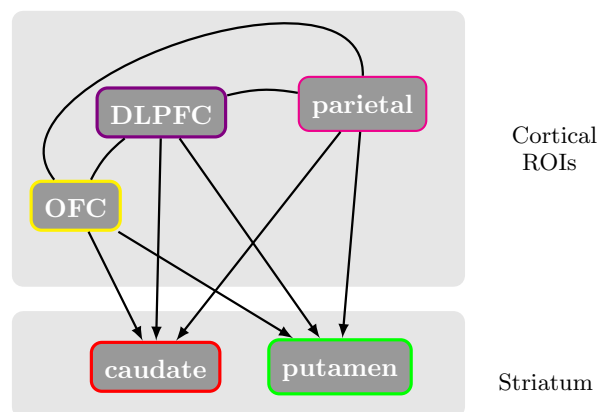 parietal
DLPFC
Cortical
ROIs
OFC
caudate
putamen
Striatum